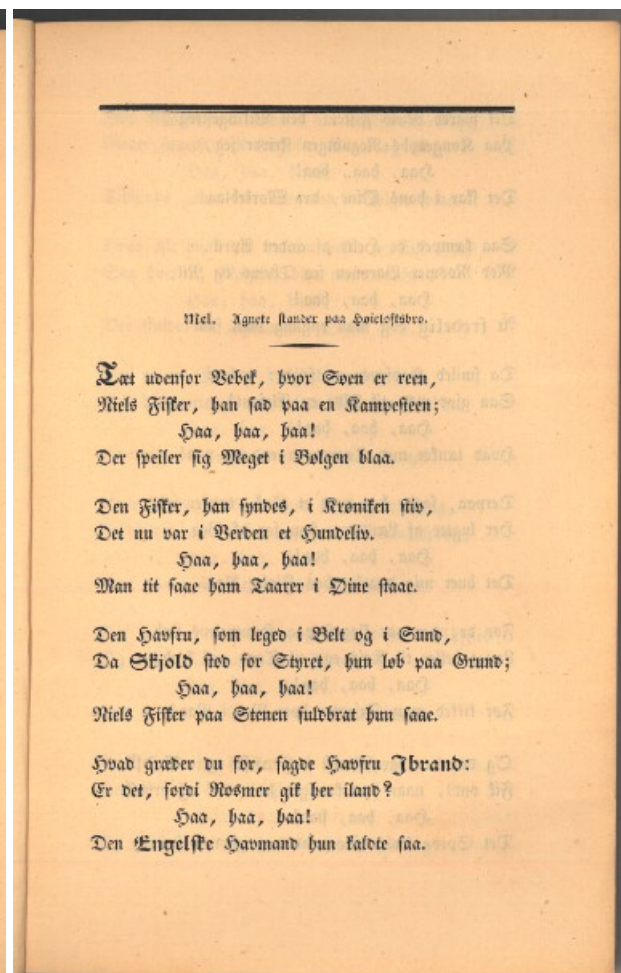 Mel. Agnete stander paa Høieloftsbro.
Tæt udenfor Vebek, hvor Søen er reen,
Niels Fisker, han sad paa en Kampesteen;
Haa, haa, haa!
Der speiler sig Meget i Bølgen blaa.
Den Fisker, han syndes, i Krøniken stiv,
Det nu var i Verden et Hundeliv.
Haa, haa, haa!
Man tit saae ham Taarer i Øine staae.
Den Havfru, som leged i Belt og i Sund,
Da Skjold stod for Styret, hun løb paa Grund;
Haa, haa, haa!
Niels Fisker paa Stenen fuldbrat hun saae.
Hvad græder du for, sagde Havfru Ibrand:
Er det, fordi Rosmer gik her iland?
Haa, haa, haa!
Den Engelske Havmand hun kaldte saa.